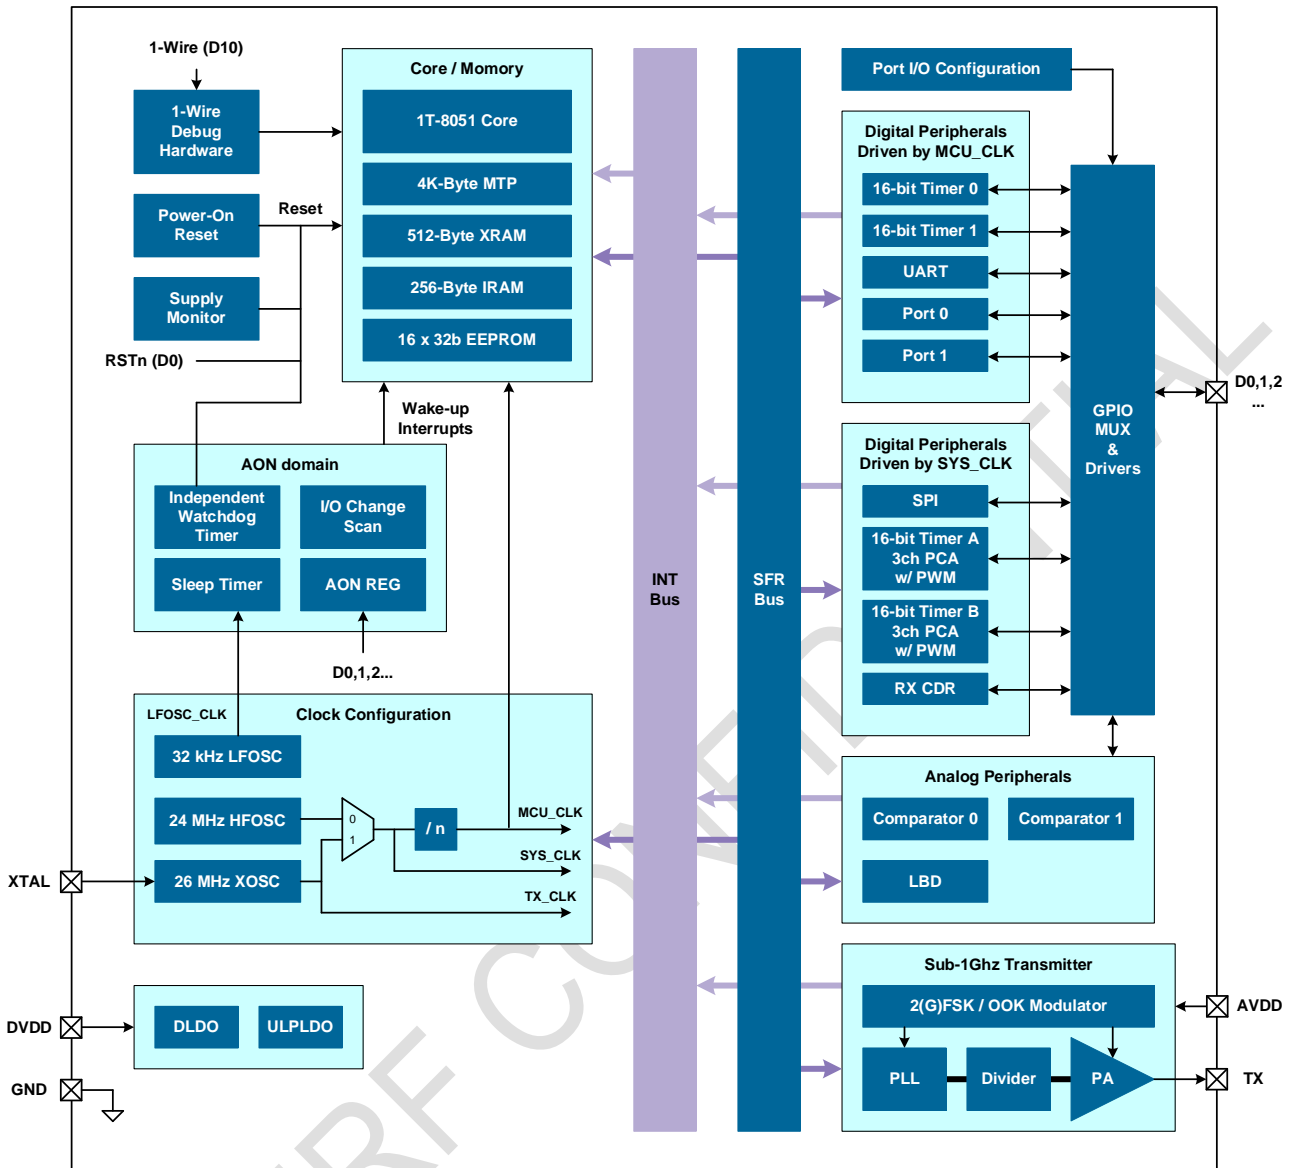 1-Wire (D10)
1-Wire
Debug
Hardware
Power-On
Reset
Reset
Supply
Monitor
RSTn (D0)
Core / Momory
1T-8051 Core
4K-Byte MTP
512-Byte XRAM
256-Byte IRAM
16 x 32b EEPROM
Wake-up
Interrupts
AON domain
Independent
Watchdog
Timer
I/O Change
Scan
Sleep Timer
AON REG
D0,1,2...
LFOSC_CLK
Clock Configuration
32 kHz LFOSC
24 MHz HFOSC
26 MHz XOSC
0
1
/ n
MCU_CLK
SYS_CLK
TX_CLK
XTAL
DVDD
GND
DLDO
ULPLDO
INT
Bus
SFR
Bus
Port I/O Configuration
Digital Peripherals
Driven by MCU_CLK
16-bit Timer 0
16-bit Timer 1
UART
Port 0
Port 1
Digital Peripherals
Driven by SYS_CLK
SPI
16-bit Timer A
3ch PCA
w/ PWM
16-bit Timer B
3ch PCA
w/ PWM
RX CDR
GPIO
MUX
&
Drivers
D0,1,2
...
Analog Peripherals
Comparator 0
Comparator 1
LBD
Sub-1Ghz Transmitter
2(G)FSK / OOK Modulator
PLL
Divider
PA
AVDD
TX